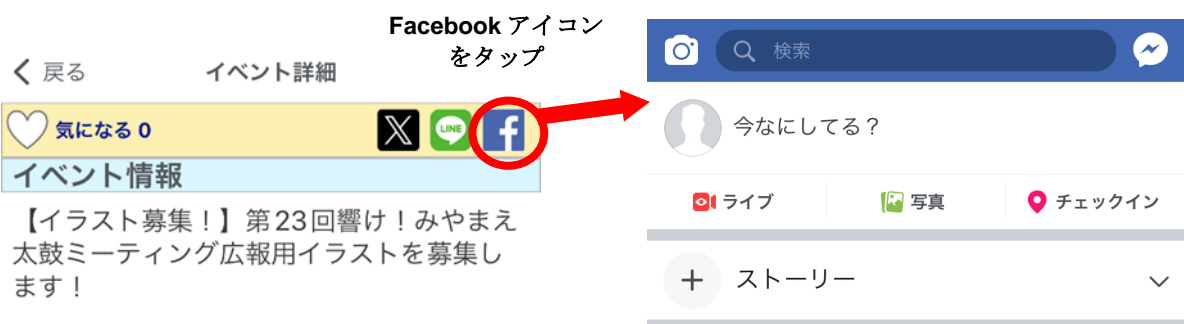 Facebook アイコン
をタップ
戻る
イベント詳細
気になる 0
X
LINE
f
イベント情報
【イラスト募集！】第23回響け！みやまえ
太鼓ミーティング広報用イラストを募集し
ます！
検索
今なにしてる？
ライブ
写真
チェックイン
ストーリー